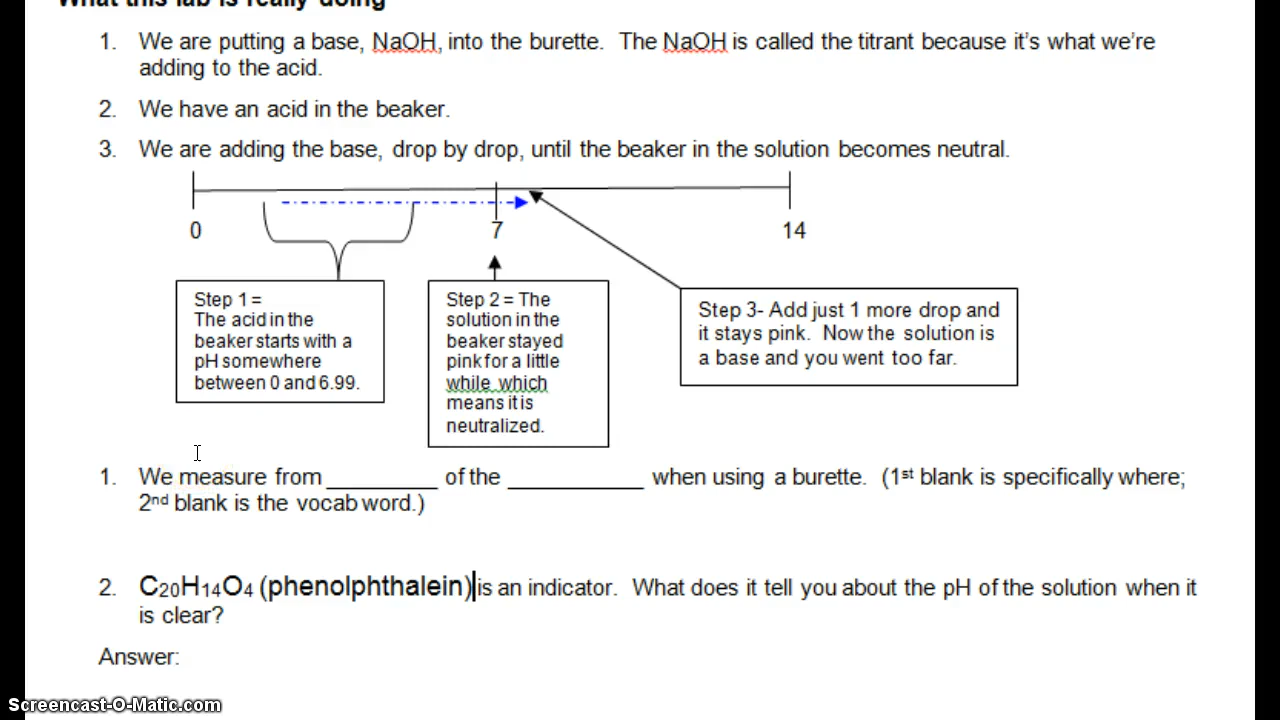 What this lab is really doing
1. We are putting a base, NaOH, into the burette. The NaOH is called the titrant because it's what we're
adding to the acid.
2. We have an acid in the beaker.
3. We are adding the base, drop by drop, until the beaker in the solution becomes neutral.
0 7 14
Step 1 =
The acid in the
beaker starts with a
pH somewhere
between 0 and 6.99.
Step 2 = The
solution in the
beaker stayed
pink for a little
while which
means it is
neutralized.
Step 3- Add just 1 more drop and
it stays pink. Now the solution is
a base and you went too far.
1. We measure from _________ of the ___________ when using a burette. (1st blank is specifically where;
2nd blank is the vocab word.)
2. C20H14O4 (phenolphthalein) is an indicator. What does it tell you about the pH of the solution when it
is clear?
Answer:
Screencast-O-Matic.com